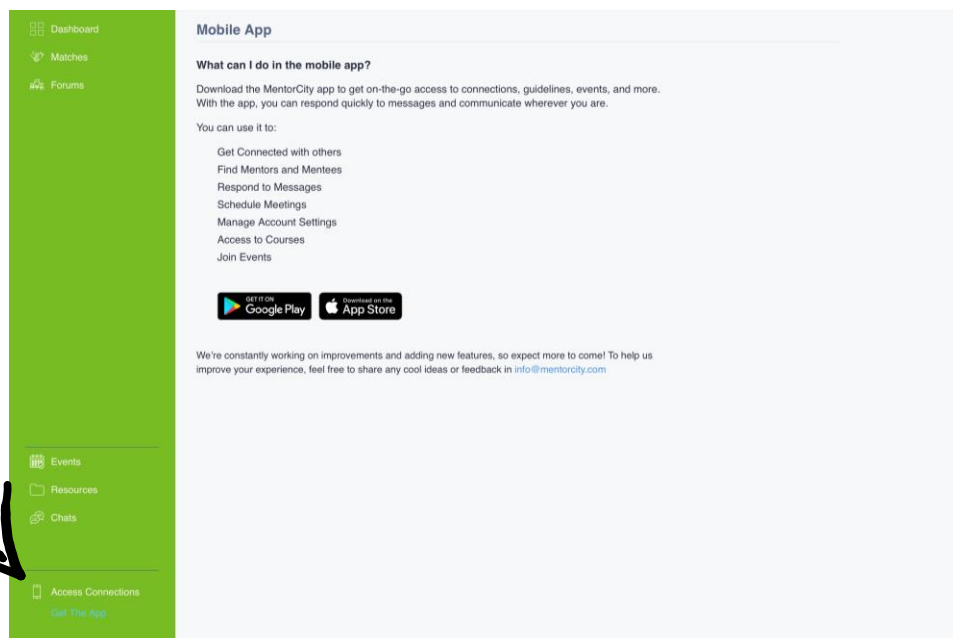 Dashboard
Matches
Forums
Events
Resources
Chats
Access Connections
Get The App
Mobile App
What can I do in the mobile app?
Download the MentorCity app to get on-the-go access to connections, guidelines, events, and more.
With the app, you can respond quickly to messages and communicate wherever you are.
You can use it to:
Get Connected with others
Find Mentors and Mentees
Respond to Messages
Schedule Meetings
Manage Account Settings
Access to Courses
Join Events
GET IT ON
Google Play
Download on the
App Store
We're constantly working on improvements and adding new features, so expect more to come! To help us
improve your experience, feel free to share any cool ideas or feedback in info@mentorcity.com